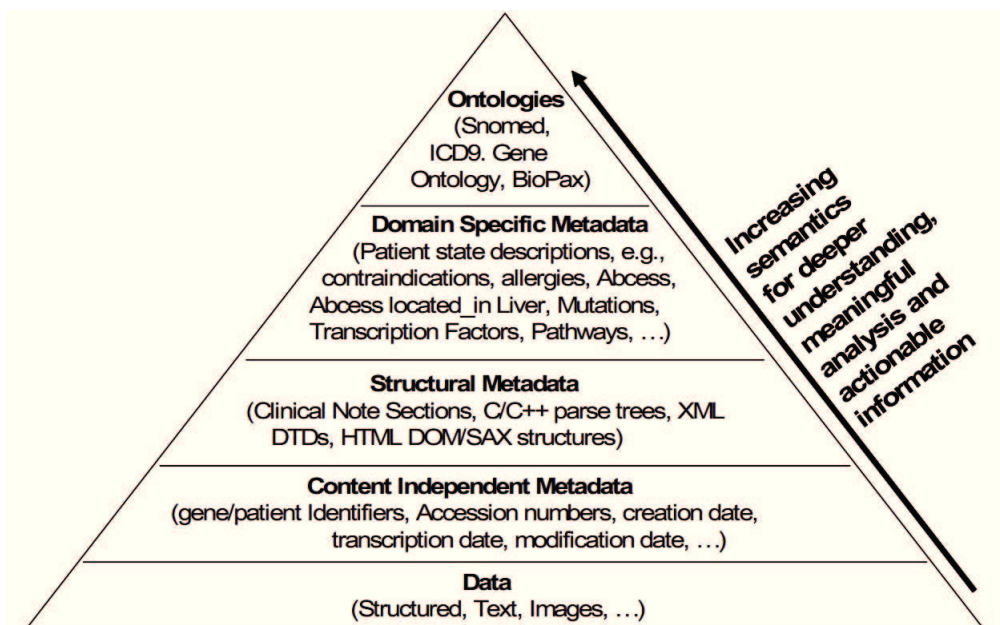 Ontologies
(Snomed,
ICD9. Gene
Ontology, BioPax)
Domain Specific Metadata
(Patient state descriptions, e.g.,
contraindications, allergies, Abcess,
Abcess located_in Liver, Mutations,
Transcription Factors, Pathways, …)
Structural Metadata
(Clinical Note Sections, C/C++ parse trees, XML
DTDs, HTML DOM/SAX structures)
Content Independent Metadata
(gene/patient Identifiers, Accession numbers, creation date,
transcription date, modification date, …)
Data
(Structured, Text, Images, …)
Increasing
semantics
for deeper
understanding,
meaningful
analysis and
actionable
information